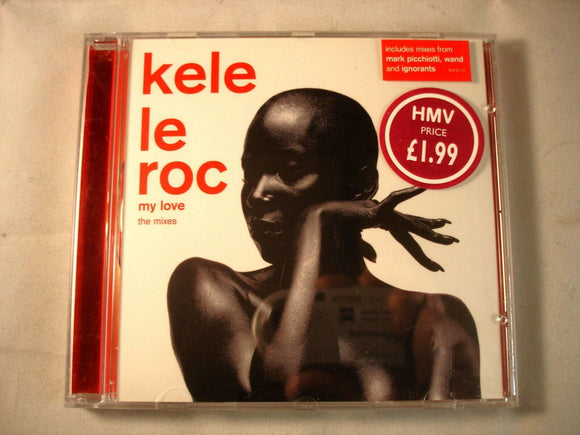 kele
le
roc
my love
the mixes
includes mixes from
mark picchiotti, wand
and ignorants
HMV
PRICE
£1.99